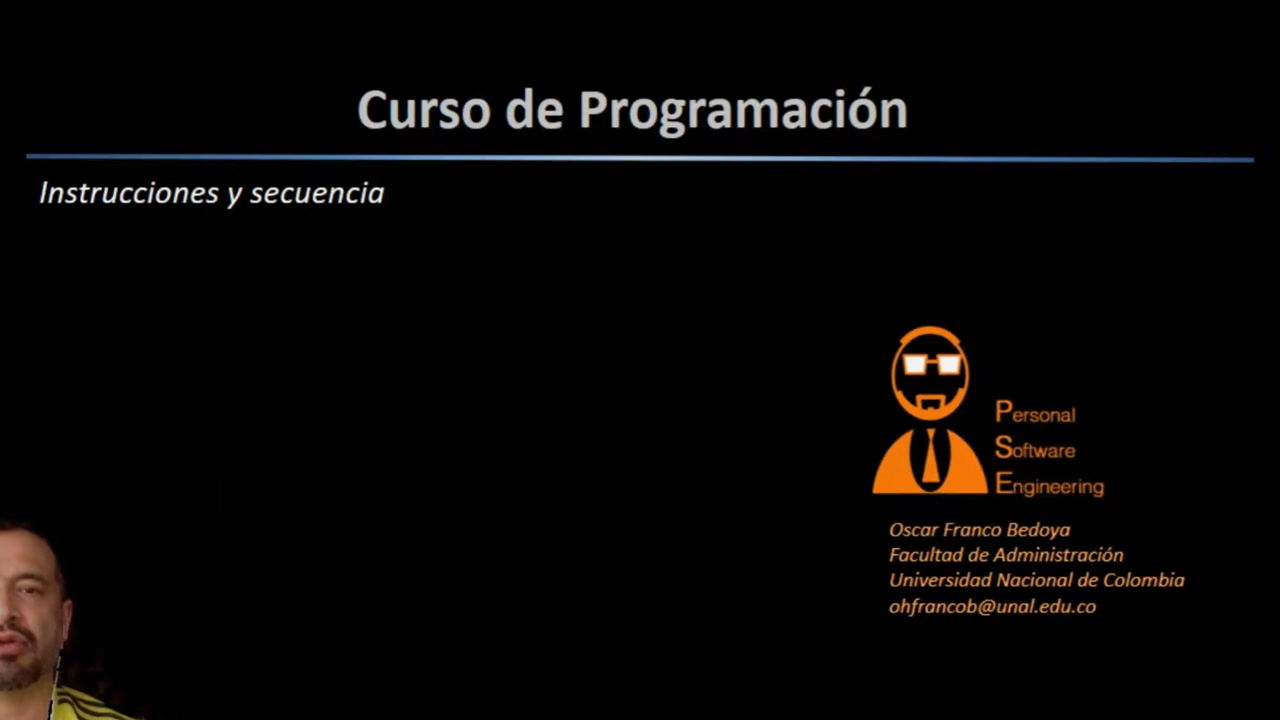 Curso de Programación
Instrucciones y secuencia
Personal
Software
Engineering
Oscar Franco Bedoya
Facultad de Administración
Universidad Nacional de Colombia
ohfrancob@unal.edu.co